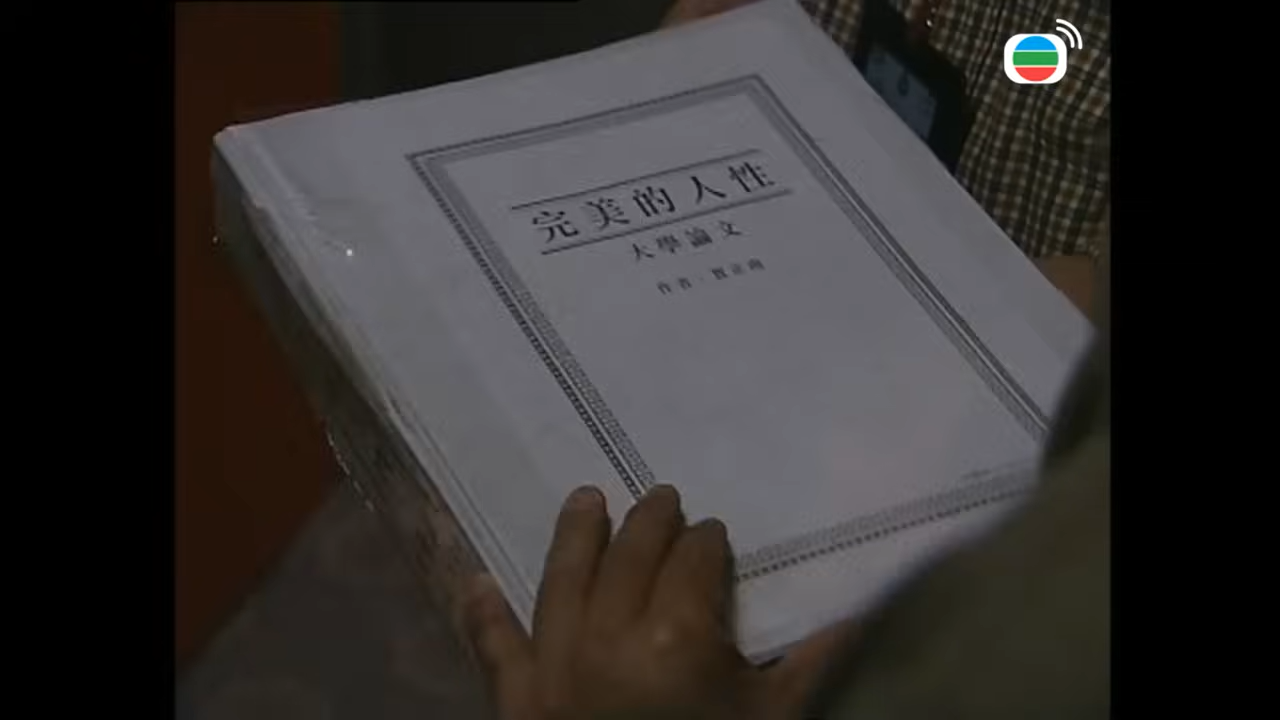 完美的人性
大學論文
作者：